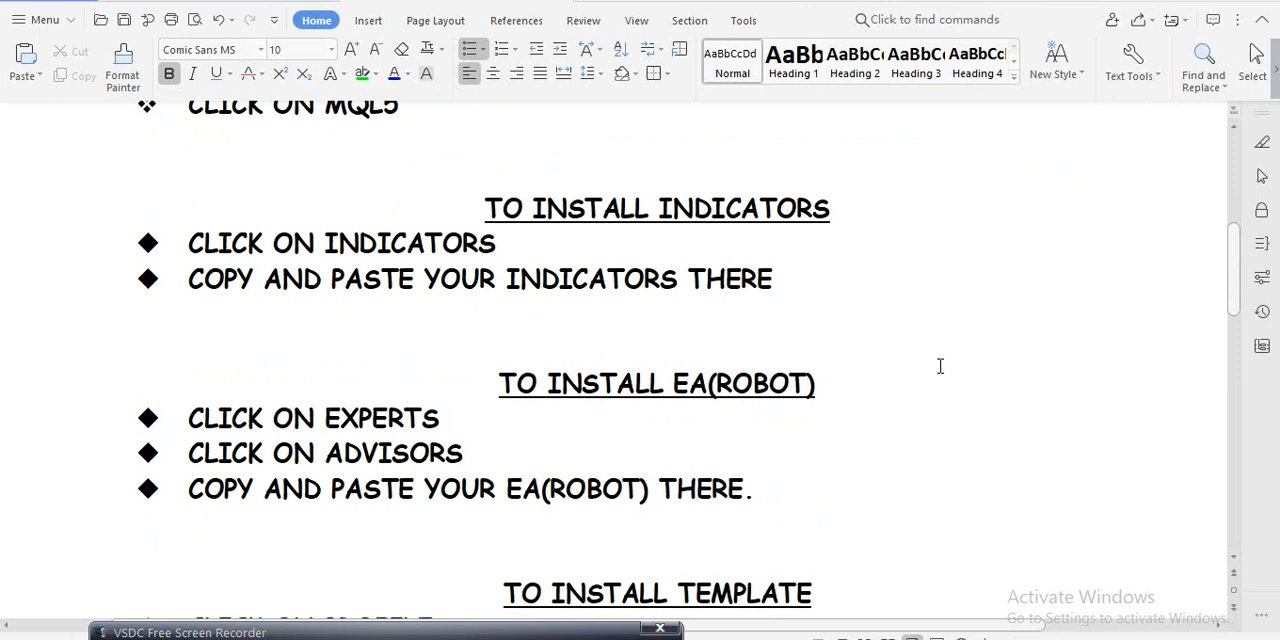 Menu
Home
Insert
Page Layout
References
Review
View
Section
Tools
Click to find commands
Paste
Cut
Copy
Format Painter
Comic Sans MS
10
AaBbCcDd
Normal
AaBb
Heading 1
AaBbC
Heading 2
AaBbCc
Heading 3
AaBbCc
Heading 4
New Style
Text Tools
Find and Replace
Select
CLICK ON MQL5
TO INSTALL INDICATORS
CLICK ON INDICATORS
COPY AND PASTE YOUR INDICATORS THERE
TO INSTALL EA(ROBOT)
CLICK ON EXPERTS
CLICK ON ADVISORS
COPY AND PASTE YOUR EA(ROBOT) THERE.
TO INSTALL TEMPLATE
Activate Windows
Go to Settings to activate Windows.
VSDC Free Screen Recorder